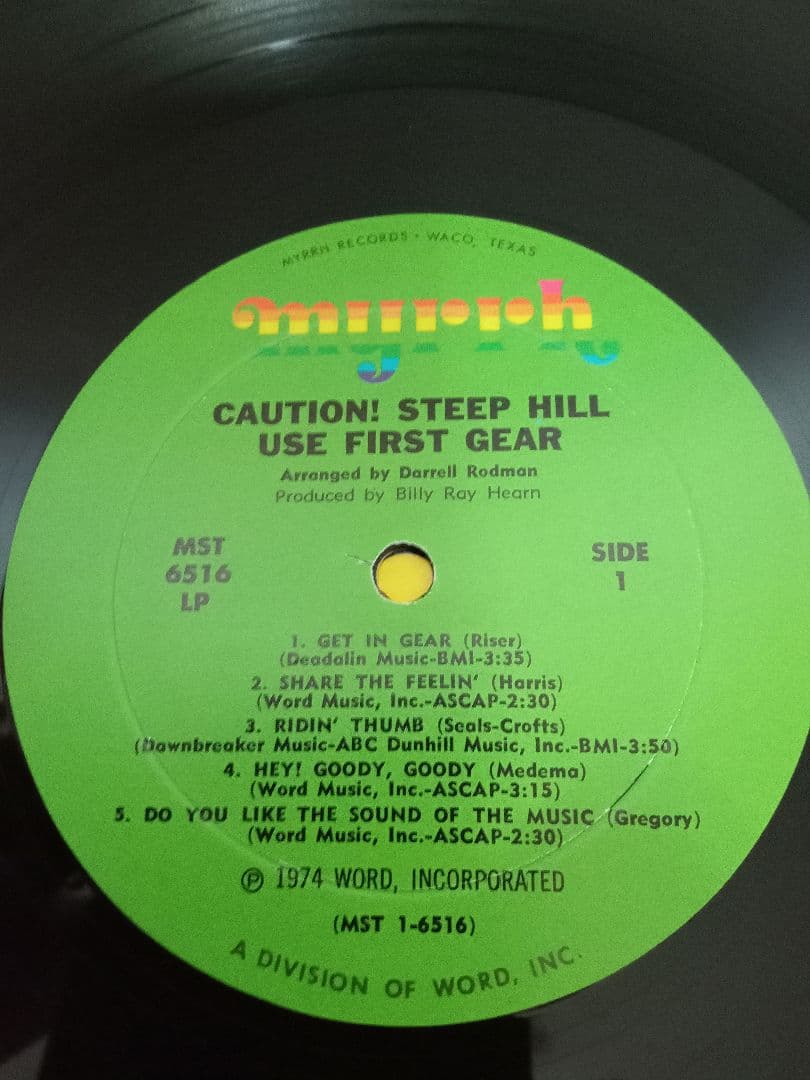 MYRRH RECORDS • WACO, TEXAS
myrrh
CAUTION! STEEP HILL
USE FIRST GEAR
Arranged by Darrell Rodman
Produced by Billy Ray Hearn
MST
6516
LP
SIDE
1
1. GET IN GEAR (Riser)
(Deadalin Music-BMI-3:35)
2. SHARE THE FEELIN' (Harris)
(Word Music, Inc.-ASCAP-2:30)
3. RIDIN' THUMB (Seals-Crofts)
(Dawnbreaker Music-ABC Dunhill Music, Inc.-BMI-3:50)
4. HEY! GOODY, GOODY (Medema)
(Word Music, Inc.-ASCAP-3:15)
5. DO YOU LIKE THE SOUND OF THE MUSIC (Gregory)
(Word Music, Inc.-ASCAP-2:30)
℗ 1974 WORD, INCORPORATED
(MST 1-6516)
A DIVISION OF WORD, INC.